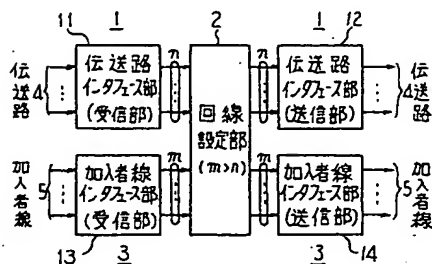 11 1 2 1 12
伝送路4
伝送路
インタフェース部
(受信部)
n
回線
設定部
(m>n)
n
伝送路
インタフェース部
(送信部)
4伝送路
加入者線5
加入者線
インタフェース部
(受信部)
m
m
加入者線
インタフェース部
(送信部)
5加入者線
13 3 3 14